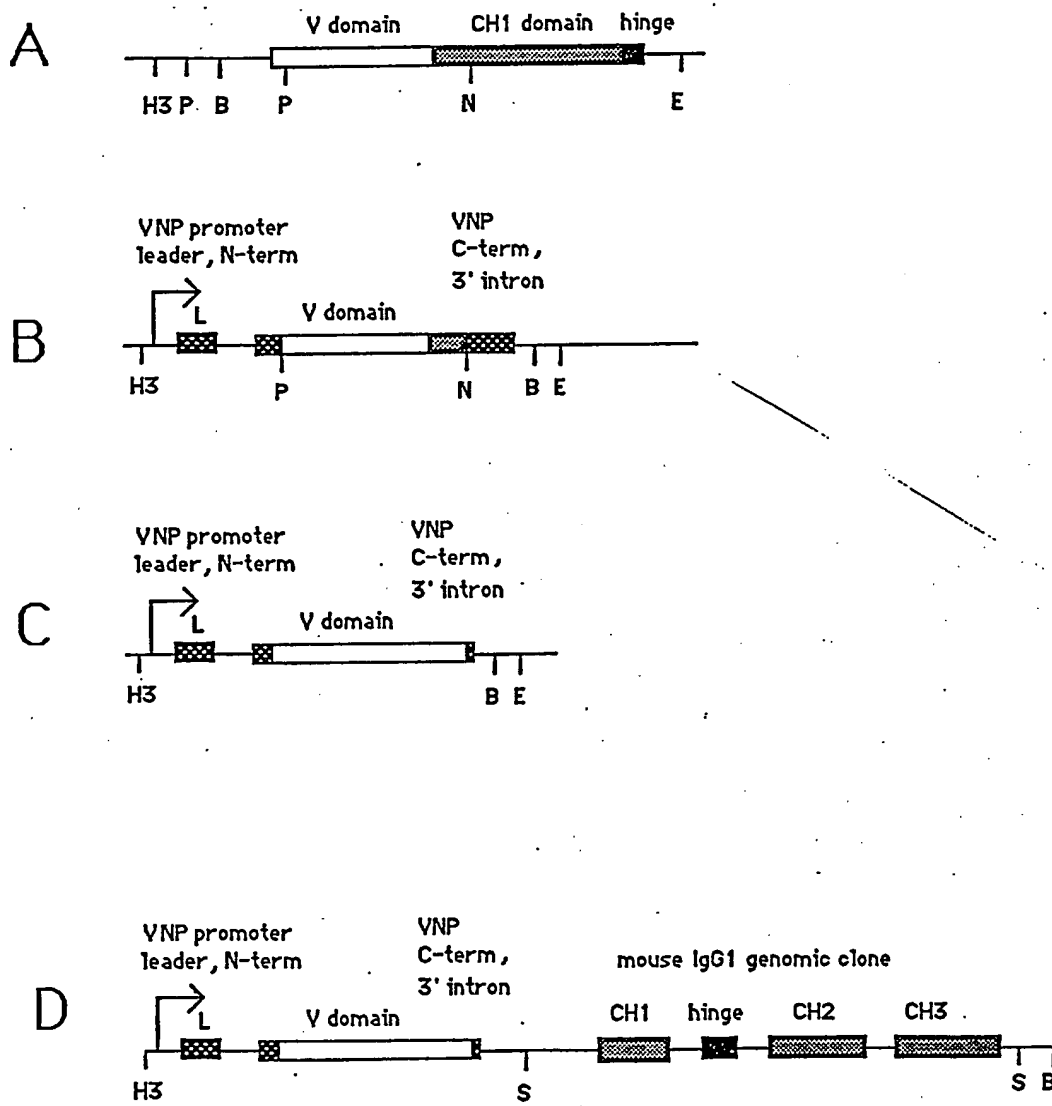 A
V domain CH1 domain hinge
H3 P B P N E
B
VNP promoter
leader, N-term
VNP
C-term,
3' intron
L
V domain
H3 P N B E
C
VNP promoter
leader, N-term
VNP
C-term,
3' intron
L
V domain
H3 B E
D
VNP promoter
leader, N-term
VNP
C-term,
3' intron
mouse IgG1 genomic clone
L
V domain
CH1 hinge CH2 CH3
H3 S S B